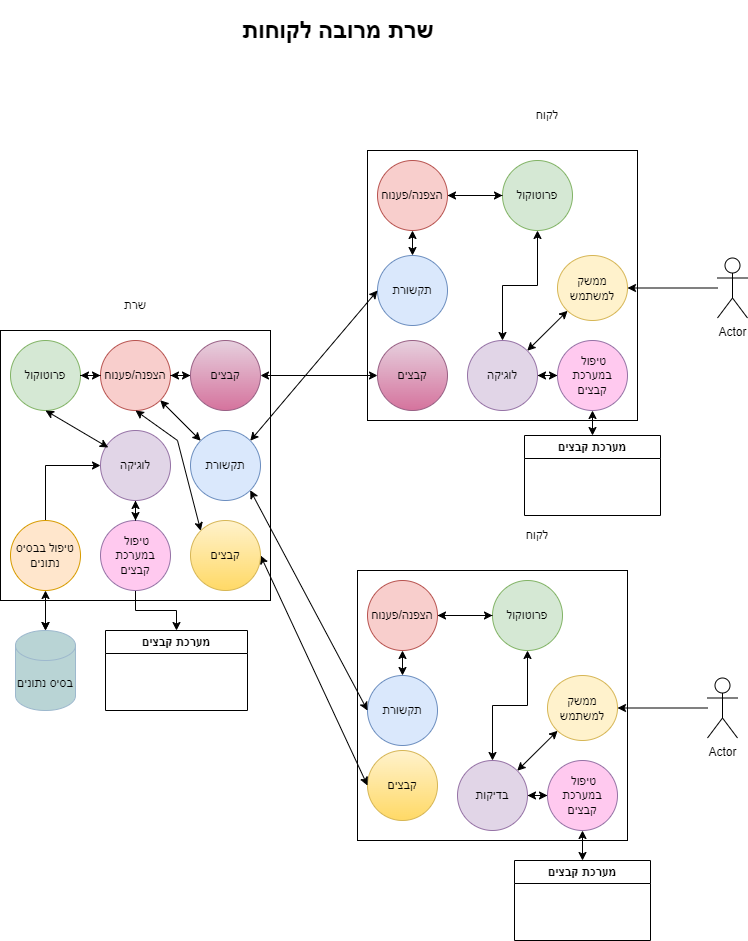 שרת מרובה לקוחות
לקוח
הצפנה/פענוח
פרוטוקול
תקשורת
ממשק
למשתמש
קבצים
לוגיקה
טיפול
במערכת
קבצים
Actor
מערכת קבצים
שרת
פרוטוקול
הצפנה/פענוח
קבצים
לוגיקה
תקשורת
טיפול בבסיס
נתונים
טיפול
במערכת
קבצים
קבצים
בסיס נתונים
מערכת קבצים
לקוח
הצפנה/פענוח
פרוטוקול
תקשורת
ממשק
למשתמש
קבצים
בדיקות
טיפול
במערכת
קבצים
Actor
מערכת קבצים